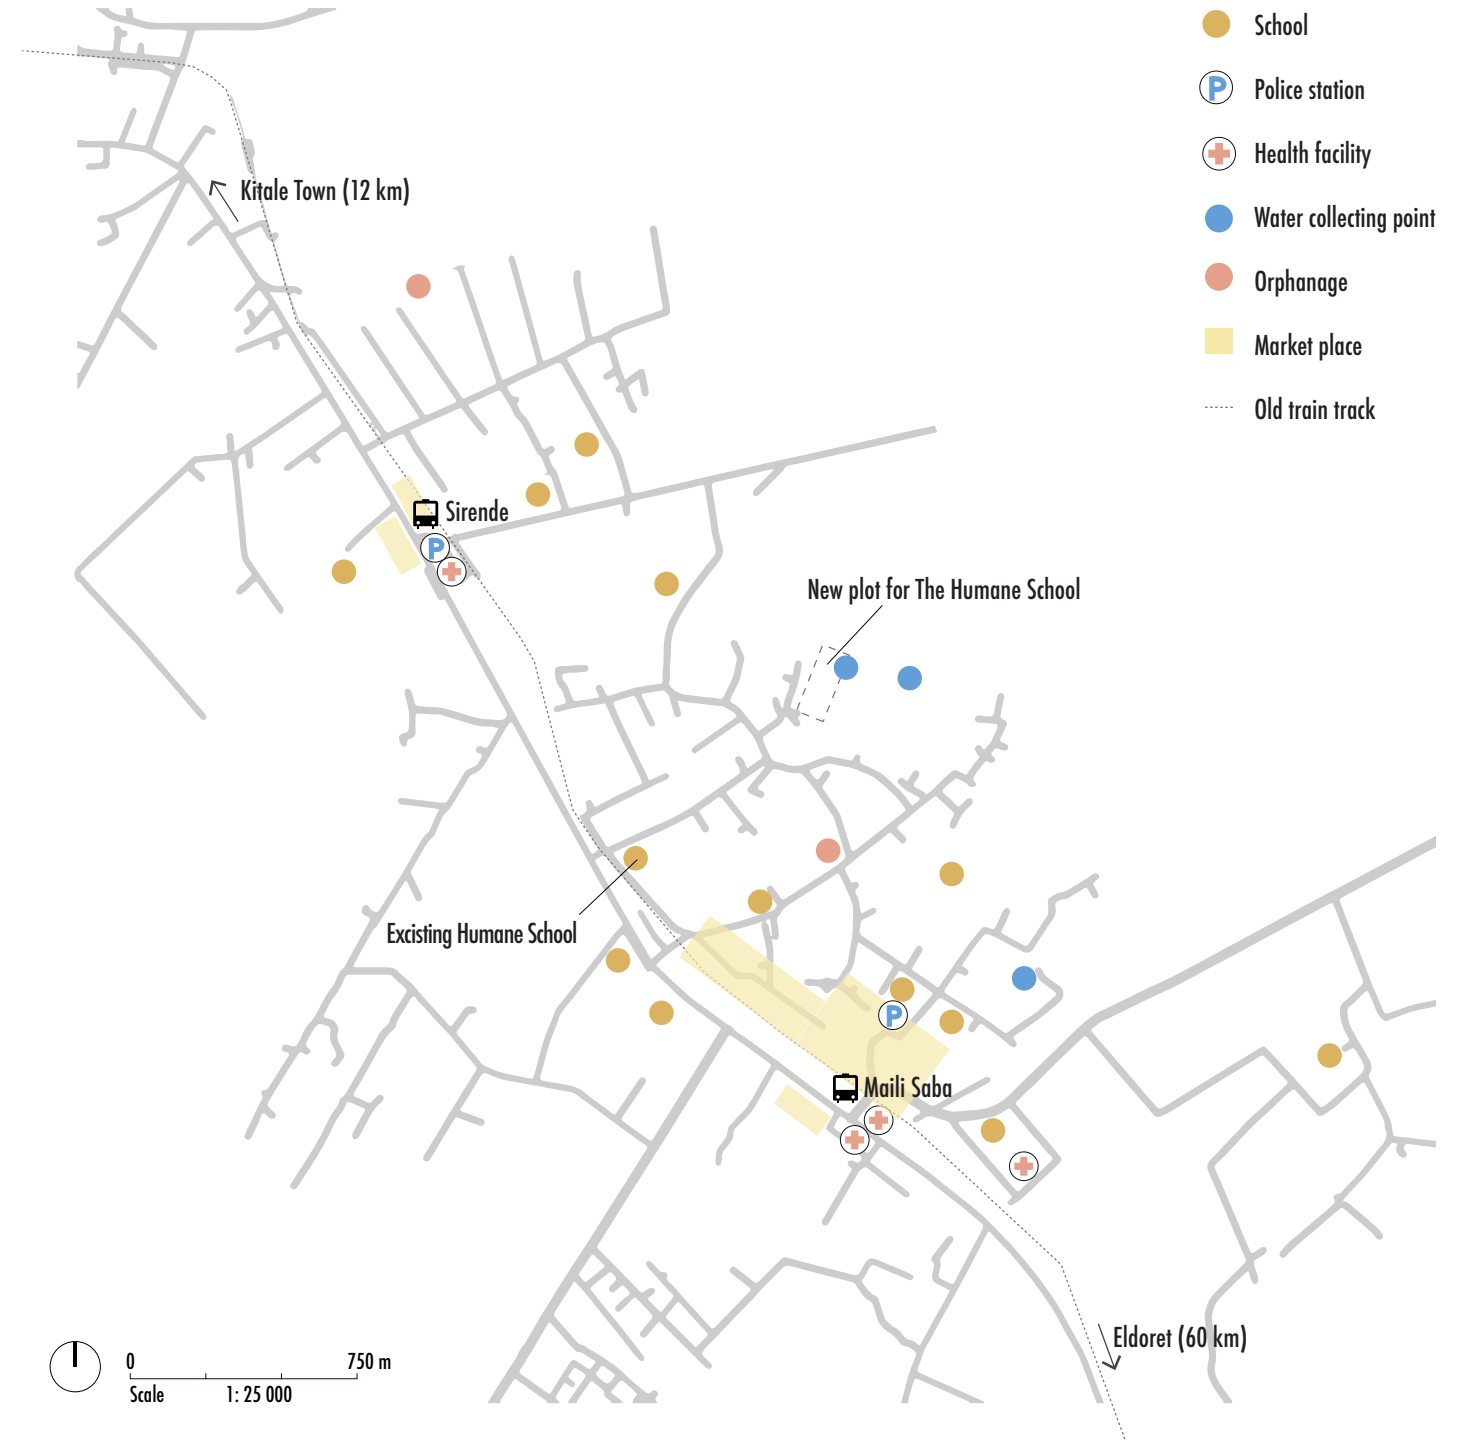 School
P
Police station
Health facility
Kitale Town (12 km)
Water collecting point
Orphanage
Market place
Old train track
Sirende
P
New plot for The Humane School
Excisting Humane School
P
Maili Saba
Eldoret (60 km)
0
750 m
Scale
1: 25 000